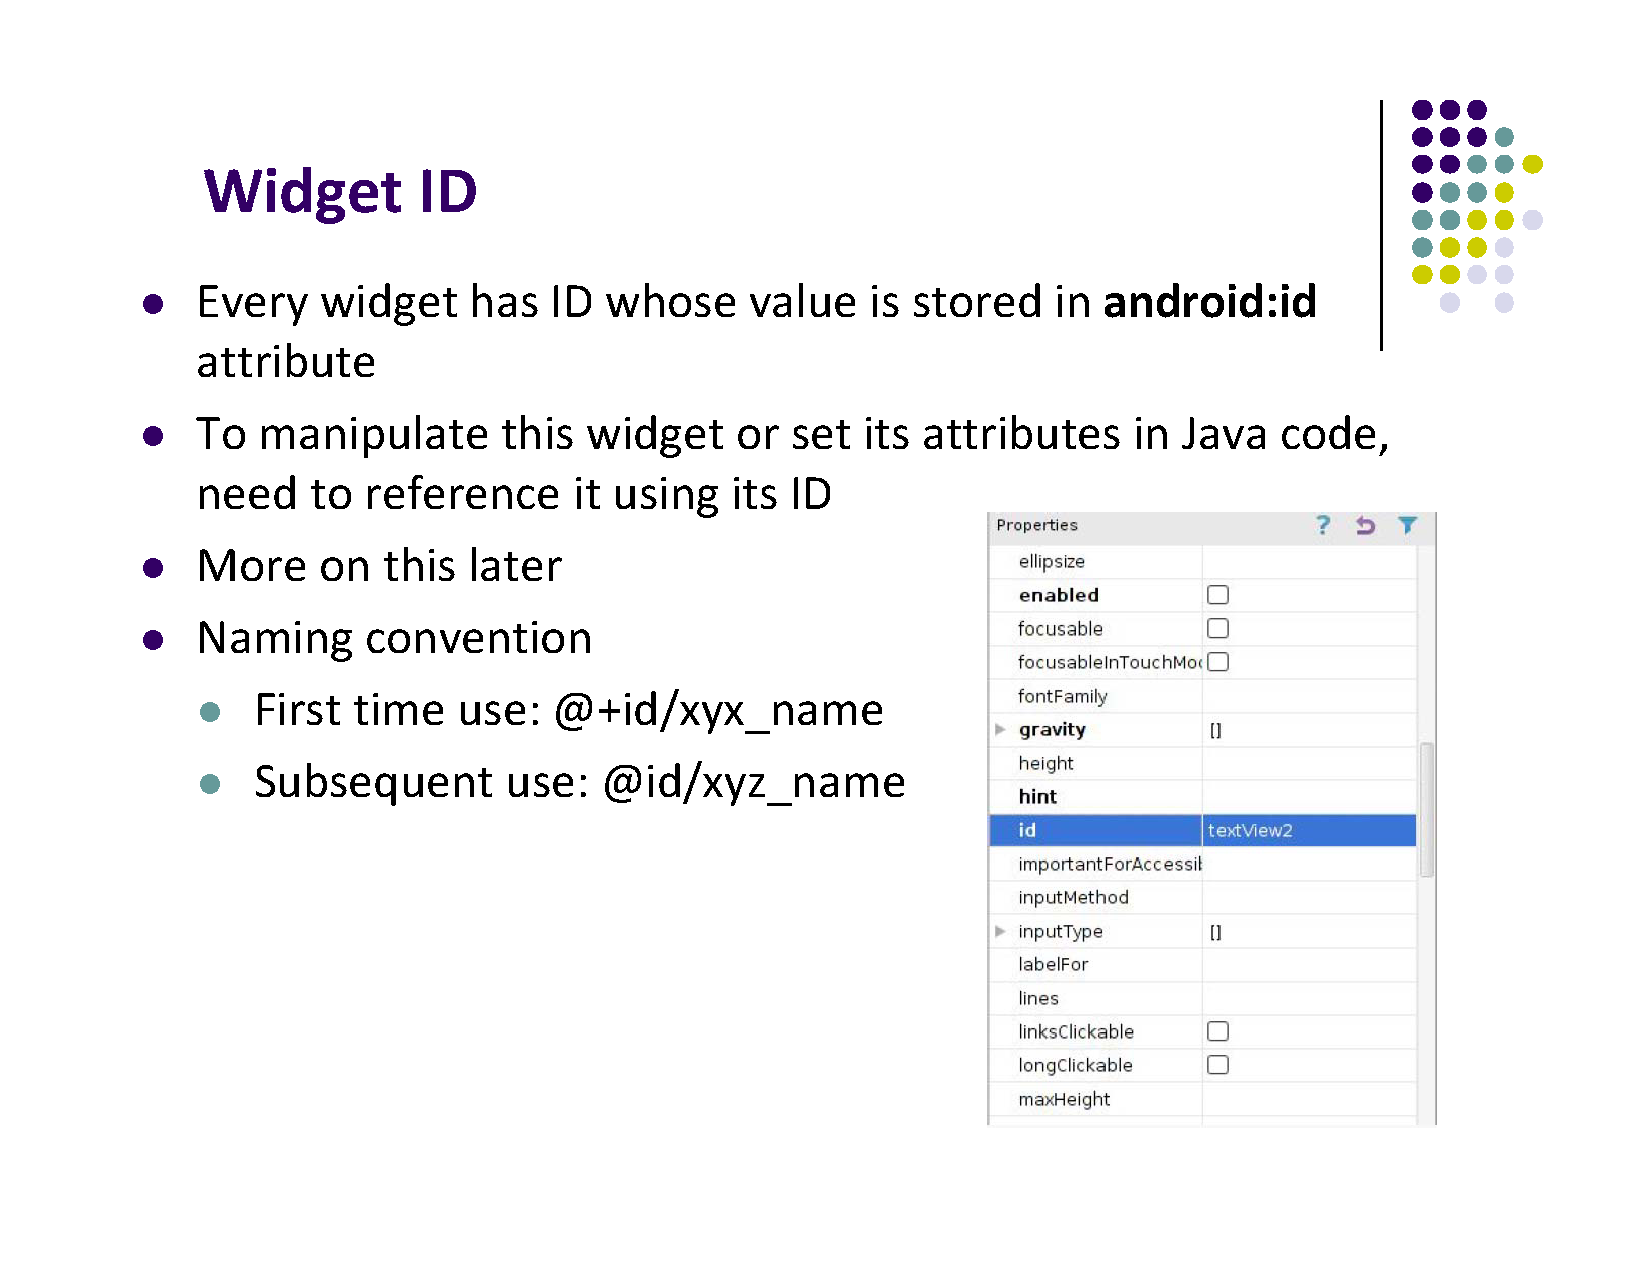 Widget ID
Every widget has ID whose value is stored in android:id
attribute
To manipulate this widget or set its attributes in Java code,
need to reference it using its ID
More on this later
Naming convention
First time use: @+id/xyx_name
Subsequent use: @id/xyz_name
Properties ?
ellipsize
enabled
focusable
focusableInTouchMo
fontFamily
gravity []
height
hint
id textView2
importantForAccessi
inputMethod
inputType []
labelFor
lines
linksClickable
longClickable
maxHeight